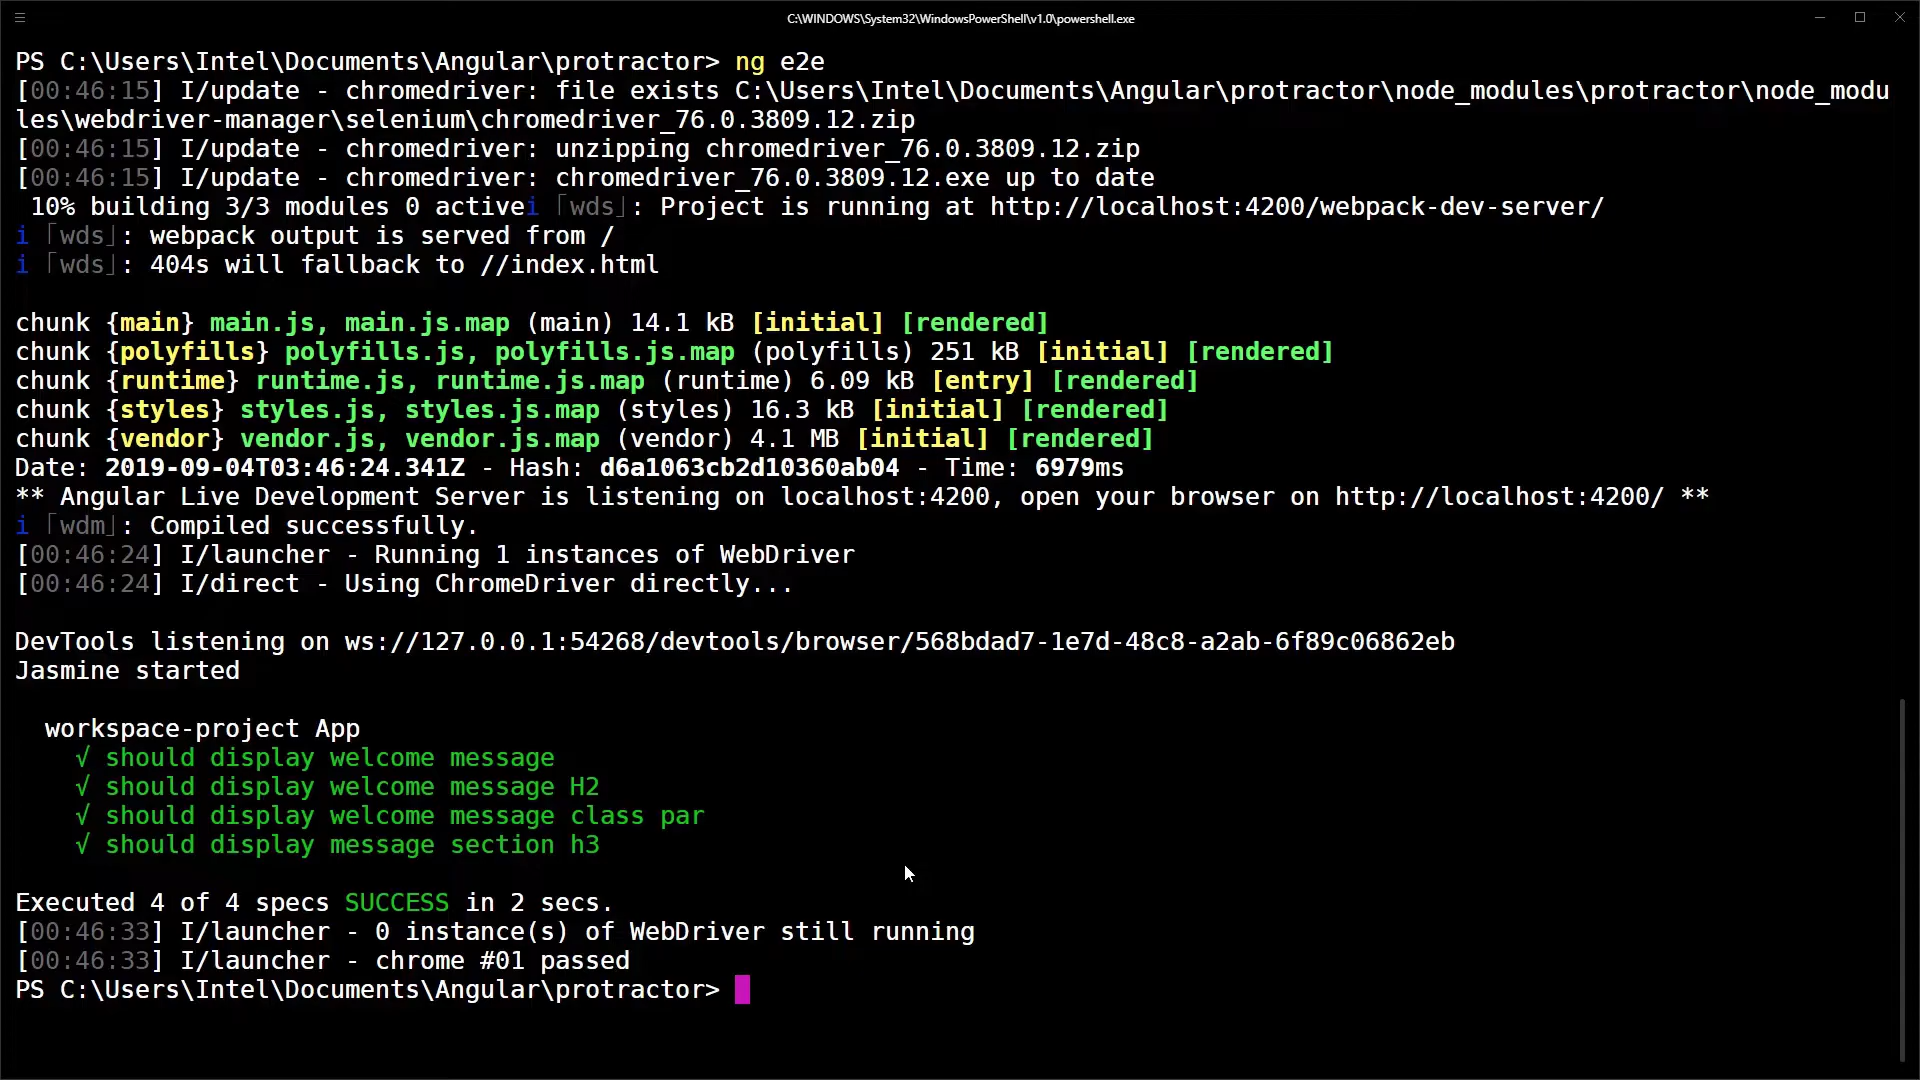 C:\WINDOWS\System32\WindowsPowerShell\v1.0\powershell.exe
PS C:\Users\Intel\Documents\Angular\protractor> ng e2e
[00:46:15] I/update - chromedriver: file exists C:\Users\Intel\Documents\Angular\protractor\node_modules\protractor\node_modu
les\webdriver-manager\selenium\chromedriver_76.0.3809.12.zip
[00:46:15] I/update - chromedriver: unzipping chromedriver_76.0.3809.12.zip
[00:46:15] I/update - chromedriver: chromedriver_76.0.3809.12.exe up to date
10% building 3/3 modules 0 activei ｢wds｣: Project is running at http://localhost:4200/webpack-dev-server/
i ｢wds｣: webpack output is served from /
i ｢wds｣: 404s will fallback to //index.html
chunk {main} main.js, main.js.map (main) 14.1 kB [initial] [rendered]
chunk {polyfills} polyfills.js, polyfills.js.map (polyfills) 251 kB [initial] [rendered]
chunk {runtime} runtime.js, runtime.js.map (runtime) 6.09 kB [entry] [rendered]
chunk {styles} styles.js, styles.js.map (styles) 16.3 kB [initial] [rendered]
chunk {vendor} vendor.js, vendor.js.map (vendor) 4.1 MB [initial] [rendered]
Date: 2019-09-04T03:46:24.341Z - Hash: d6a1063cb2d10360ab04 - Time: 6979ms
** Angular Live Development Server is listening on localhost:4200, open your browser on http://localhost:4200/ **
i ｢wdm｣: Compiled successfully.
[00:46:24] I/launcher - Running 1 instances of WebDriver
[00:46:24] I/direct - Using ChromeDriver directly...
DevTools listening on ws://127.0.0.1:54268/devtools/browser/568bdad7-1e7d-48c8-a2ab-6f89c06862eb
Jasmine started
workspace-project App
√ should display welcome message
√ should display welcome message H2
√ should display welcome message class par
√ should display message section h3
Executed 4 of 4 specs SUCCESS in 2 secs.
[00:46:33] I/launcher - 0 instance(s) of WebDriver still running
[00:46:33] I/launcher - chrome #01 passed
PS C:\Users\Intel\Documents\Angular\protractor>